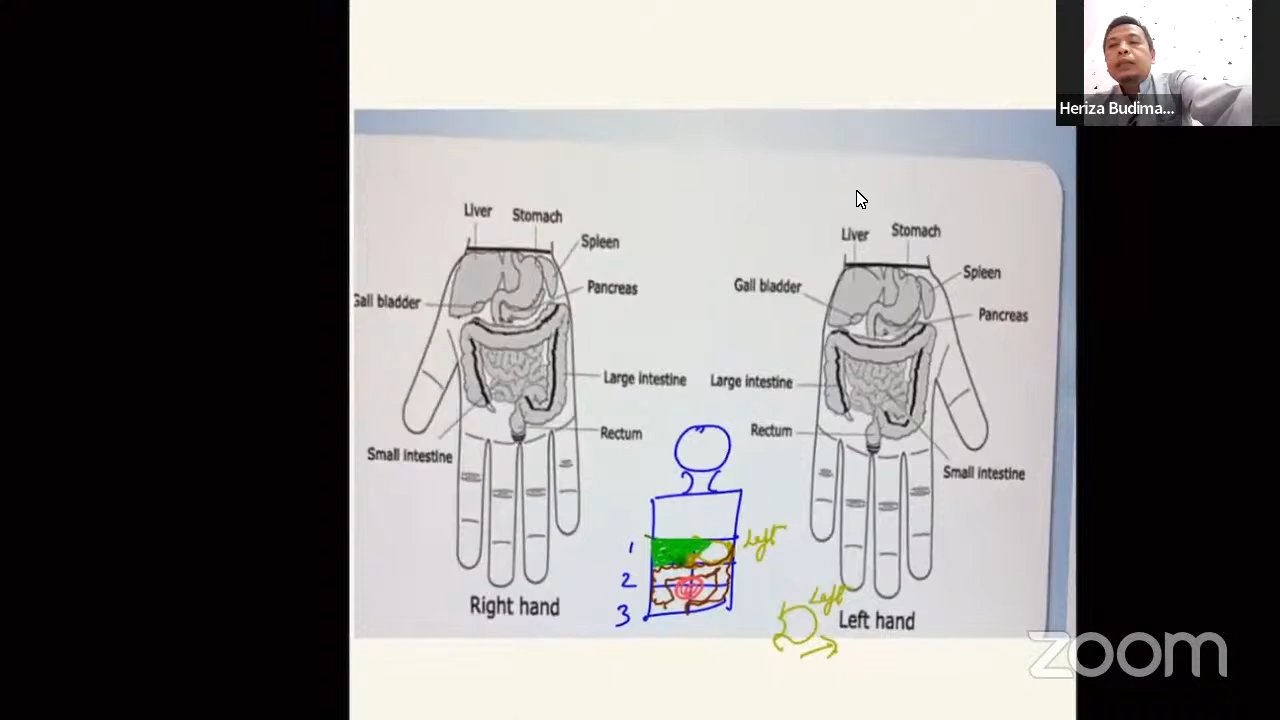 Heriza Budima...
Liver
Stomach
Spleen
Gall bladder
Pancreas
Large intestine
Rectum
Small intestine
Right hand
Liver
Stomach
Gall bladder
Spleen
Pancreas
Large intestine
Rectum
Small intestine
Left hand
1
2
3
Left
Left
zoom